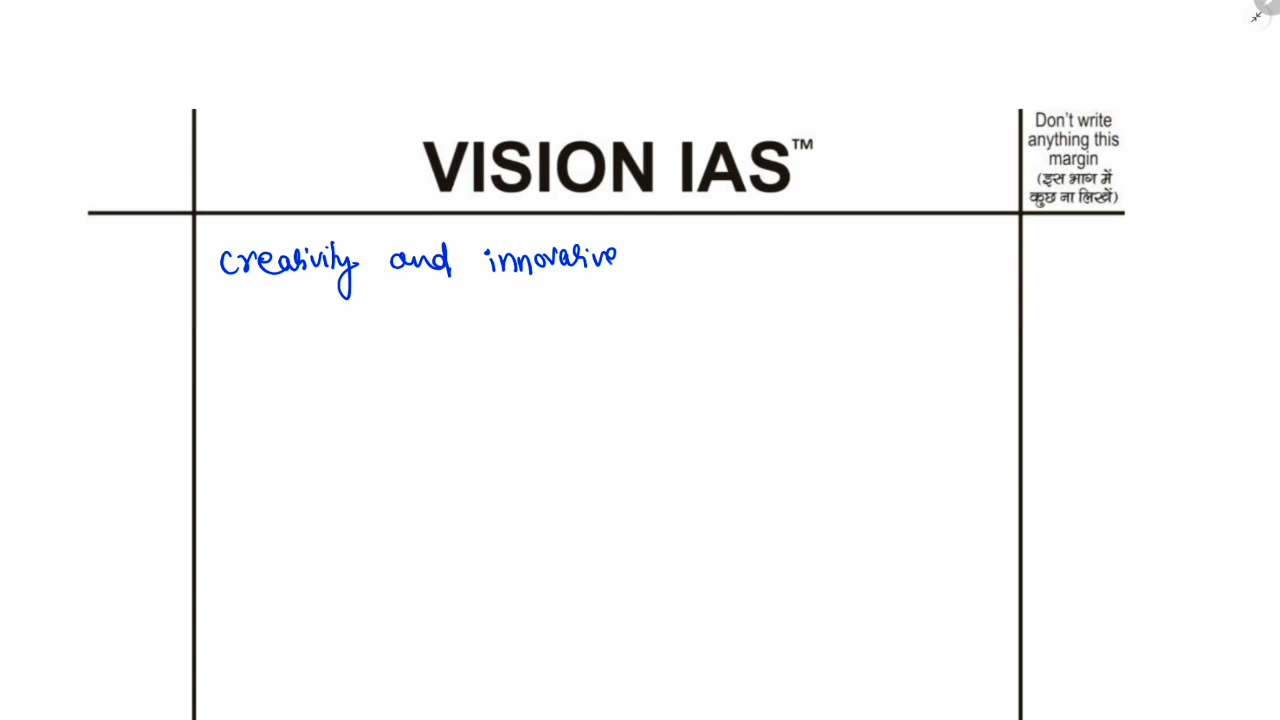 VISION IAS™
Don't write
anything this
margin
(इस भाग में
कुछ ना लिखें)
creativity and innovative